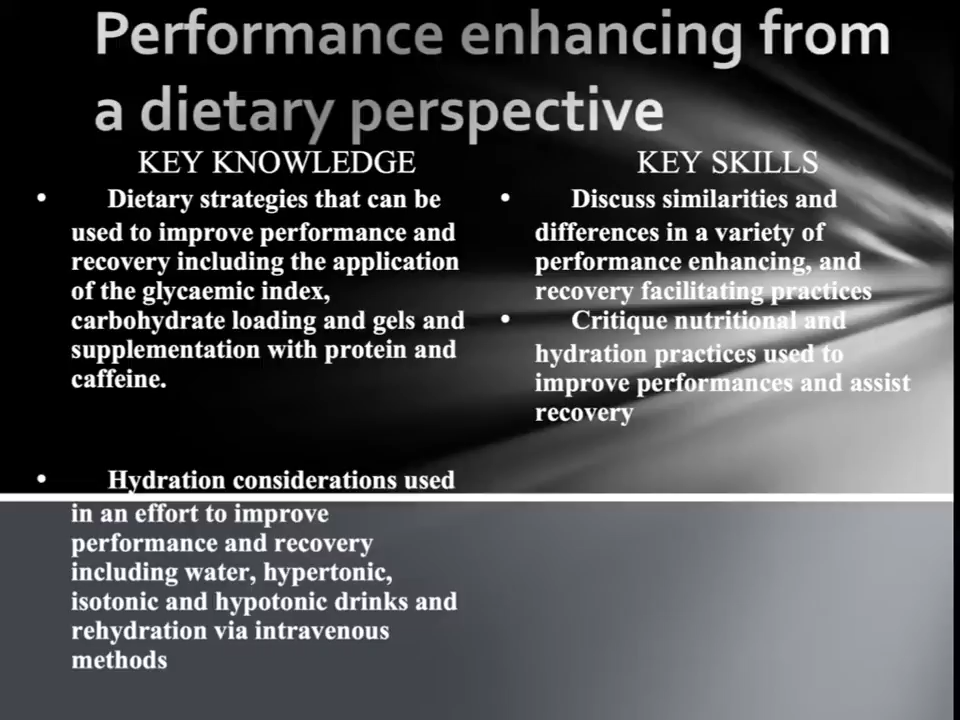 Performance enhancing from
a dietary perspective
KEY KNOWLEDGE
• Dietary strategies that can be
used to improve performance and
recovery including the application
of the glycaemic index,
carbohydrate loading and gels and
supplementation with protein and
caffeine.
• Hydration considerations used
in an effort to improve
performance and recovery
including water, hypertonic,
isotonic and hypotonic drinks and
rehydration via intravenous
methods
KEY SKILLS
• Discuss similarities and
differences in a variety of
performance enhancing, and
recovery facilitating practices
• Critique nutritional and
hydration practices used to
improve performances and assist
recovery